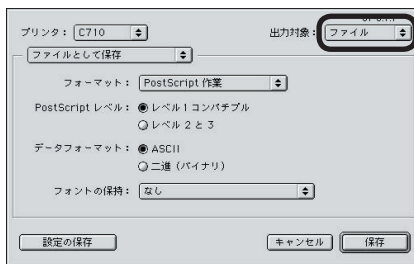 プリンタ： C710 出力対象： ファイル
ファイルとして保存
フォーマット： PostScript 作業
PostScript レベル： レベル1コンパチブル
レベル 2 と 3
データフォーマット： ASCII
二進（バイナリ）
フォントの保持： なし
設定の保存 キャンセル 保存